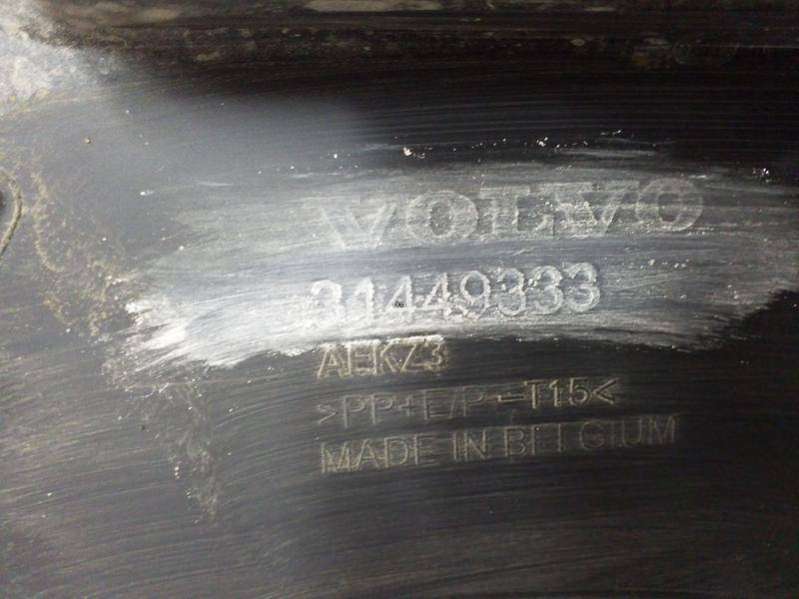 VOLVO
31449333
AEKZ3
>PP+E/P-T15<
MADE IN BELGIUM